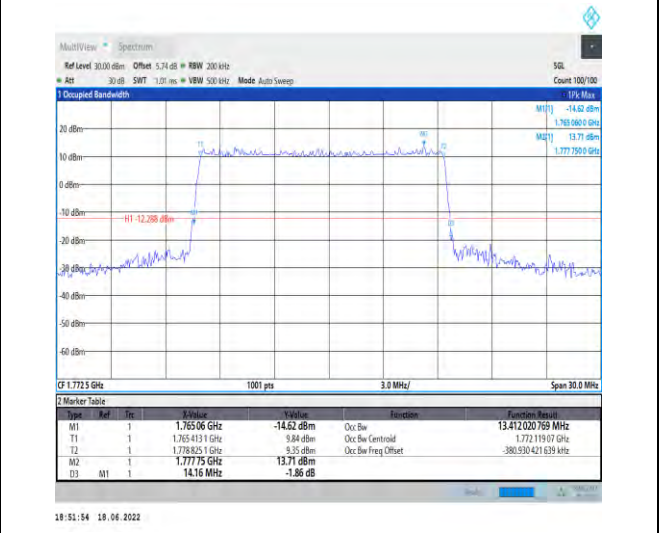 MultiView Spectrum
Ref Level 30.00 dBm Offset 5.74 dB RBW 200 kHz SGL
Att 30 dB SWT 1.01 ms VBW 500 kHz Mode Auto Sweep Count 100/100
1 Occupied Bandwidth 1Pk Max
M1[1] -14.62 dBm
1.765 060 0 GHz
20 dBm M2[1] 13.71 dBm
1.777 750 0 GHz
T1 M2 T2
10 dBm
0 dBm
-10 dBm
H1 -12.288 dBm
D3
-20 dBm
-30 dBm
-40 dBm
-50 dBm
-60 dBm
CF 1.772 5 GHz 1001 pts 3.0 MHz/ Span 30.0 MHz
2 Marker Table
Type Ref Trc X-Value Y-Value Function Function Result
M1 1 1.765 06 GHz -14.62 dBm Occ Bw 13.412 020 769 MHz
T1 1 1.765 413 1 GHz 9.84 dBm Occ Bw Centroid 1.772 119 07 GHz
T2 1 1.778 825 1 GHz 9.35 dBm Occ Bw Freq Offset -380.930 421 639 kHz
M2 1 1.777 75 GHz 13.71 dBm
D3 M1 1 14.16 MHz -1.86 dB
18:51:54 18.06.2022